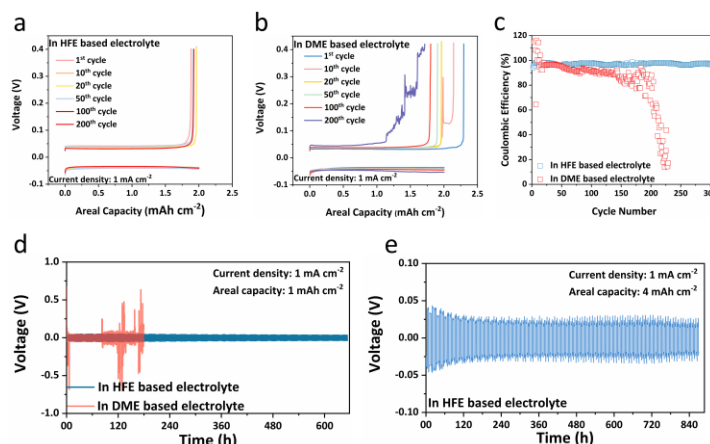 a
In HFE based electrolyte
1st cycle
10th cycle
20th cycle
50th cycle
100th cycle
200th cycle
Current density: 1 mA cm-2
Voltage (V)
0.4
0.3
0.2
0.1
0.0
-0.1
0.0 0.5 1.0 1.5 2.0 2.5
Areal Capacity (mAh cm-2)
b
In DME based electrolyte
1st cycle
10th cycle
20th cycle
50th cycle
100th cycle
200th cycle
Current density: 1 mA cm-2
Voltage (V)
0.4
0.3
0.2
0.1
0.0
-0.1
0.0 0.5 1.0 1.5 2.0 2.5
Areal Capacity (mAh cm-2)
c
Coulombic Efficiency (%)
120
100
80
60
40
20
0
In HFE based electrolyte
In DME based electrolyte
0 50 100 150 200 250 300
Cycle Number
d
Current density: 1 mA cm-2
Areal capacity: 1 mAh cm-2
Voltage (V)
1.0
0.5
0.0
-0.5
-1.0
In HFE based electrolyte
In DME based electrolyte
00 120 240 360 480 600
Time (h)
e
Current density: 1 mA cm-2
Areal capacity: 4 mAh cm-2
Voltage (V)
0.10
0.05
0.00
-0.05
-0.10
In HFE based electrolyte
00 120 240 360 480 600 720 840
Time (h)